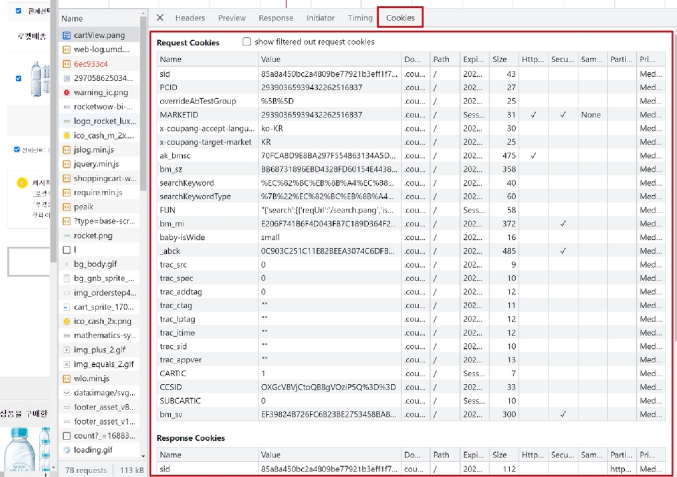 전체선택
로켓배송
상품을 구매한
Name
cartView.pang
web-log.umd....
6ec933c4
297058625034...
warning_ic.png
rocketwow-bi-...
logo_rocket_lux...
ico_cash_m_2x...
jslog.min.js
jquery.min.js
shoppingcart-w...
require.min.js
peaik
?type=base-scr...
rocket.png
l
bg_body.gif
bg_gnb_sprite_...
img_orderstep4...
cart_sprite_170...
ico_cash_2x.png
mathematics-sy...
img_plus_2.gif
img_equals_2.gif
wlo.min.js
data:image/svg...
footer_asset_v8...
footer_asset_v1...
count?_=16883...
loading.gif
78 requests 113 kB
Headers Preview Response Initiator Timing Cookies
Request Cookies show filtered out request cookies
Name Value Do... Path Expi... Size Http... Secu... Sam... Parti... Pri...
sid 85a8a450bc2a4809be77921b3eff1f7... .cou... / 202... 43 Med...
PCID 29390365939432262516837 .cou... / 202... 27 Med...
overrideAbTestGroup %5B%5D .cou... / 202... 25 Med...
MARKETID 29390365939432262516837 .cou... / Sess... 31 ✓ ✓ None Med...
x-coupang-accept-langu... ko-KR .cou... / 202... 30 Med...
x-coupang-target-market KR .cou... / 202... 25 Med...
ak_bmsc 70FCABD9E8BA297F554B63134A5D... .cou... / 202... 475 ✓ Med...
bm_sz BB68731896EBD432BFD60154E4438... .cou... / 202... 358 Med...
searchKeyword %EC%82%BC%EB%8B%A4%EC%88... .cou... / 202... 40 Med...
searchKeywordType %7B%22%EC%82%BC%EB%8B%A4... .cou... / 202... 60 Med...
FUN "{'search':[{'reqUrl':'/search.pang','is... .cou... / Sess... 58 Med...
bm_mi E206F741B6F4D043FB7C189D364F2... .cou... / 202... 372 ✓ Med...
baby-isWide small .cou... / 202... 16 Med...
_abck 0C903C251C11E82BEEA3074C6DF8... .cou... / 202... 485 ✓ Med...
trac_src 0 .cou... / 202... 9 Med...
trac_spec 0 .cou... / 202... 10 Med...
trac_addtag 0 .cou... / 202... 12 Med...
trac_ctag "" .cou... / 202... 11 Med...
trac_lptag "" .cou... / 202... 12 Med...
trac_itime "" .cou... / 202... 12 Med...
trac_sid "" .cou... / 202... 10 Med...
trac_appver "" .cou... / 202... 13 Med...
CARTIC 1 .cou... / Sess... 7 Med...
CCSID OXGcVBVjCtoQB8gVOziP5Q%3D%3D .cou... / 202... 33 Med...
SUBCARTIC 0 .cou... / Sess... 10 Med...
bm_sv EF39824B726FC6B23BE2753458BA8... .cou... / 202... 300 ✓ Med...
Response Cookies
Name Value Do... Path Expi... Size Http... Secu... Sam... Parti... Pri...
sid 85a8a450bc2a4809be77921b3eff1f7... cou... / 202... 112 http... Med...